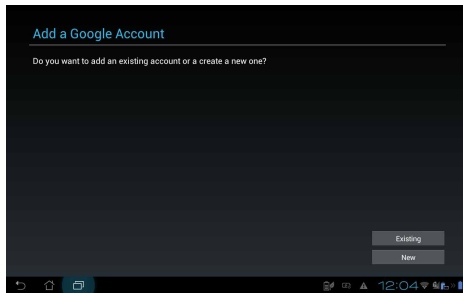 Add a Google Account
Do you want to add an existing account or a create a new one?
Existing
New
12:04